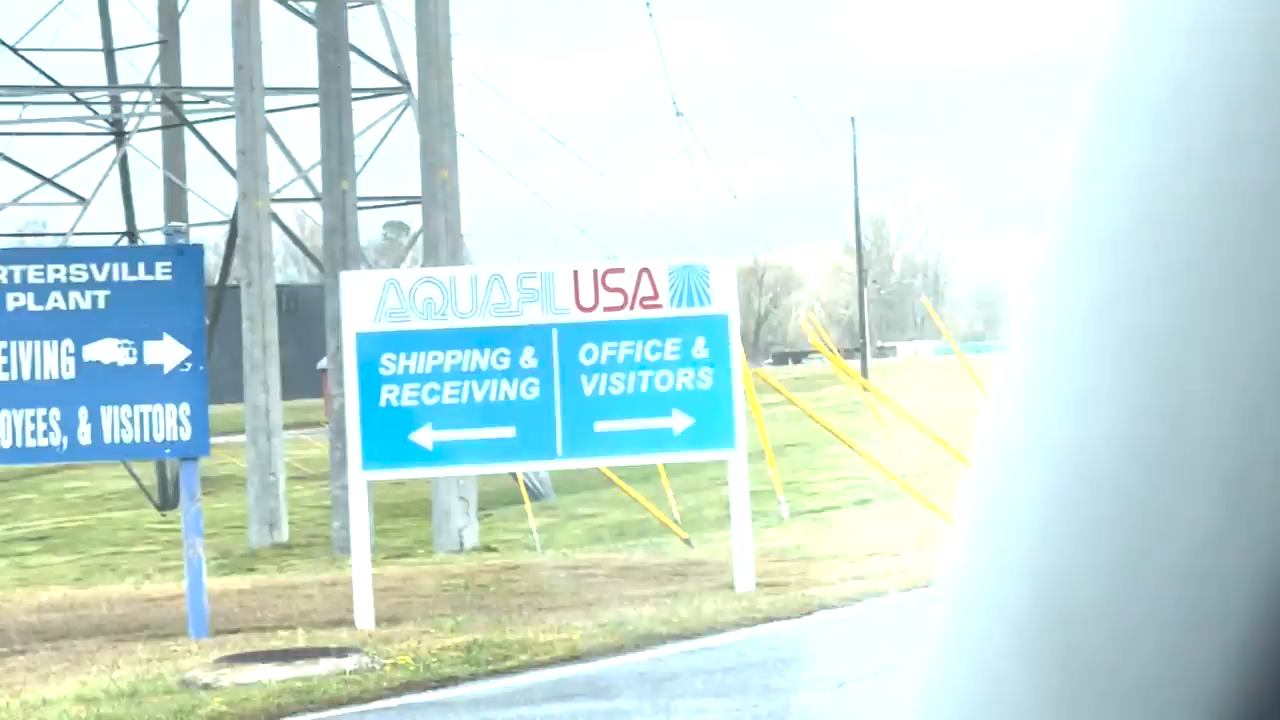 RTERSVILLE
PLANT
EIVING
OYEES, & VISITORS
AQUAFIL USA
SHIPPING &
RECEIVING
OFFICE &
VISITORS